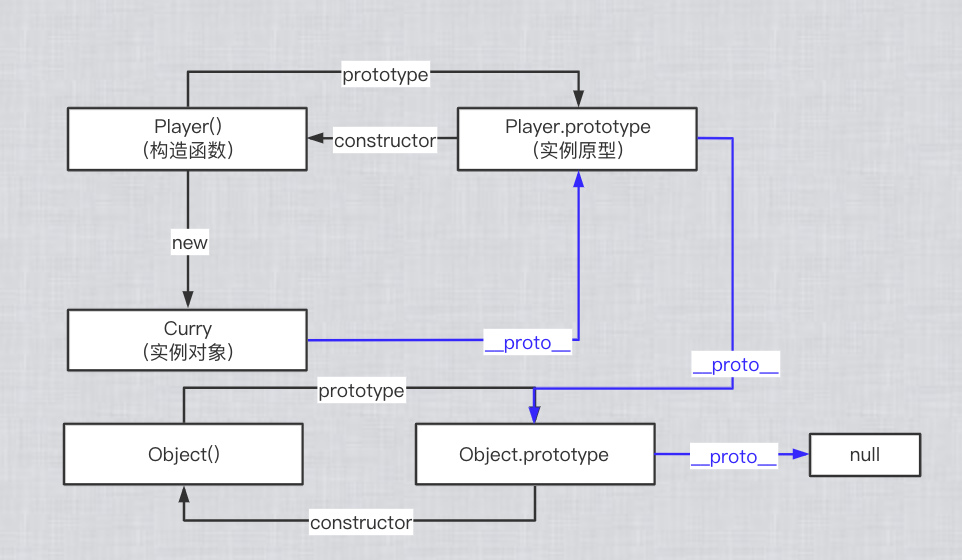 prototype
Player()
(构造函数)
constructor
Player.prototype
(实例原型)
new
Curry
(实例对象)
__proto__
__proto__
prototype
Object()
Object.prototype
__proto__
null
constructor